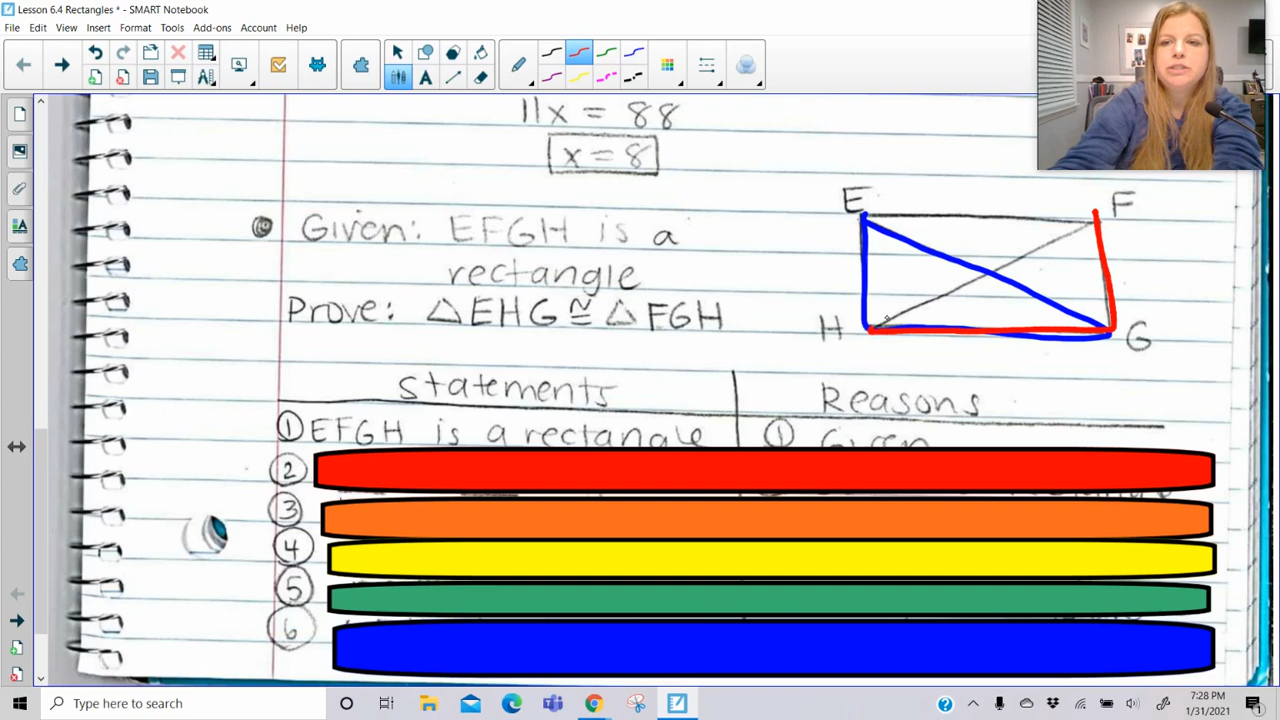 Lesson 6.4 Rectangles * - SMART Notebook
File Edit View Insert Format Tools Add-ons Account Help
11x = 88
x = 8
Given: EFGH is a
rectangle
Prove: △EHG ≅ △FGH
E
F
H
G
Statements
Reasons
① EFGH is a rectangle
① Given
②
③
④
⑤
⑥
Type here to search
7:28 PM
1/31/2021